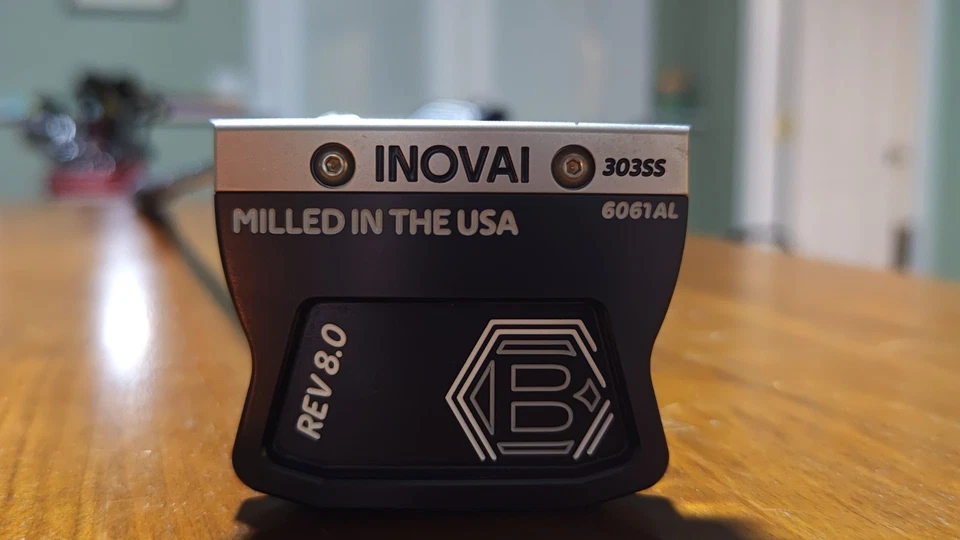 INOVAI 303SS
MILLED IN THE USA 6061AL
REV 8.0
B